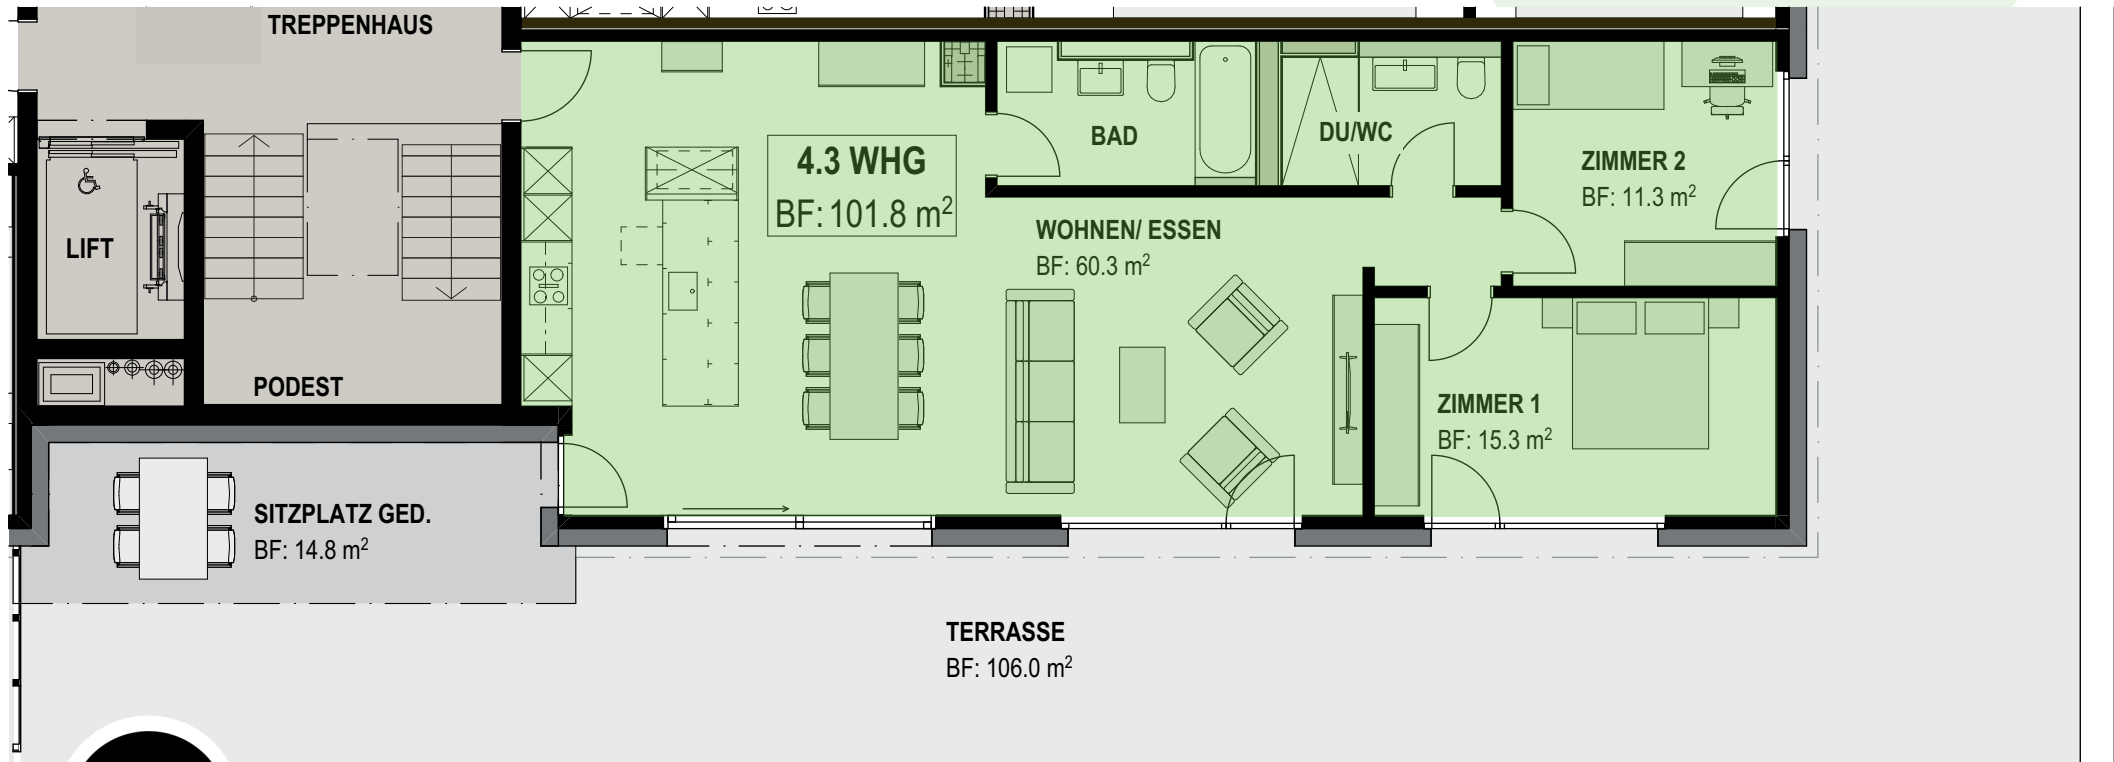 TREPPENHAUS
LIFT
PODEST
4.3 WHG
BF: 101.8 m²
BAD
DU/WC
ZIMMER 2
BF: 11.3 m²
WOHNEN/ ESSEN
BF: 60.3 m²
ZIMMER 1
BF: 15.3 m²
SITZPLATZ GED.
BF: 14.8 m²
TERRASSE
BF: 106.0 m²